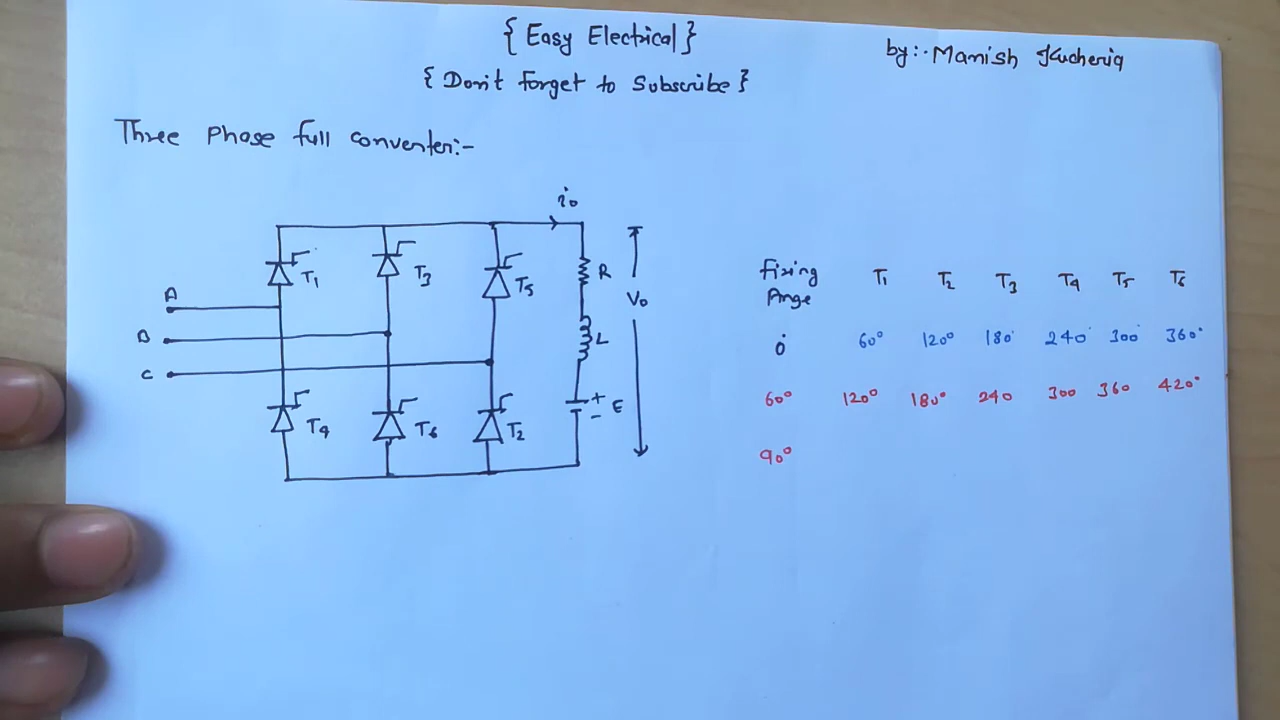 { Easy Electrical }
by:- Manish Kucheria
{ Don't forget to Subscribe }
Three Phase full converter:-
io
T1
T3
T5
R
A
Vo
B
L
C
+
-
E
T4
T6
T2
fixing Ange T1 T2 T3 T4 T5 T6
0° 60° 120° 180° 240° 300° 360°
60° 120° 180° 240 300 360 420°
90°